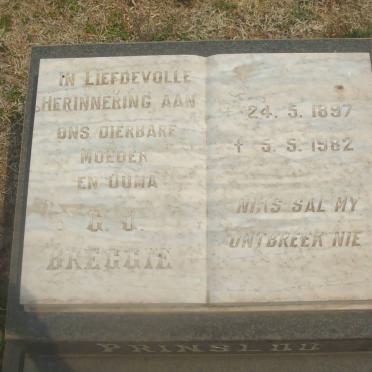 IN LIEFDEVOLLE
HERINNERING AAN
ONS DIERBARE
MOEDER
EN OUMA
G. J.
BREGGIE
* 24. 5. 1897
† 5. 5. 1982
NIKS SAL MY
ONTBREEK NIE
PRINSLOO